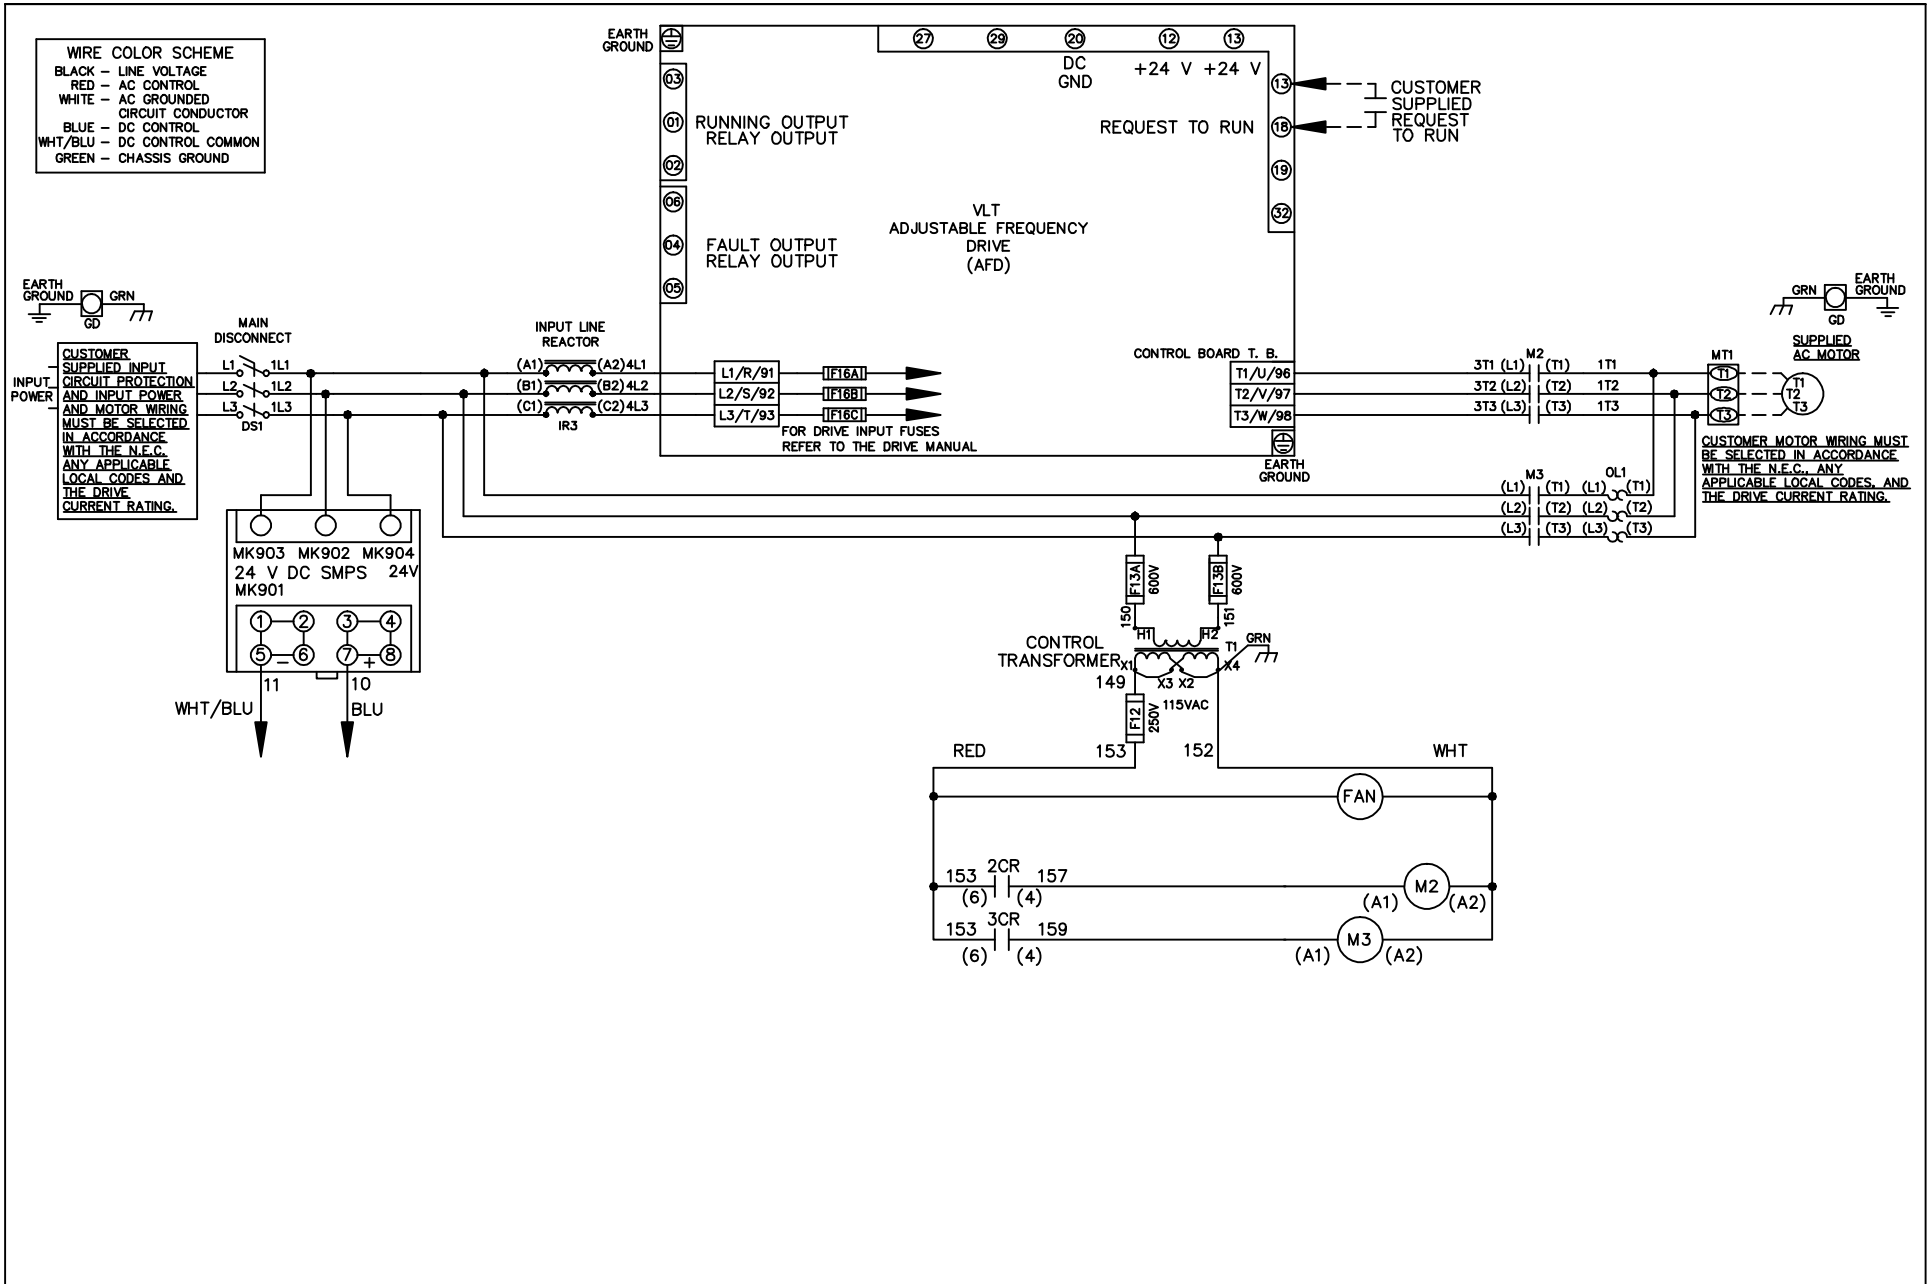 WIRE COLOR SCHEME
BLACK – LINE VOLTAGE
RED – AC CONTROL
WHITE – AC GROUNDED
CIRCUIT CONDUCTOR
BLUE – DC CONTROL
WHT/BLU – DC CONTROL COMMON
GREEN – CHASSIS GROUND
EARTH
GROUND
27 29 20 12 13
DC
GND
+24 V +24 V
03
01
02
RUNNING OUTPUT
RELAY OUTPUT
06
04
05
FAULT OUTPUT
RELAY OUTPUT
VLT
ADJUSTABLE FREQUENCY
DRIVE
(AFD)
REQUEST TO RUN
13
18
19
32
CUSTOMER
SUPPLIED
REQUEST
TO RUN
EARTH
GROUND
GRN
GD
INPUT
POWER
CUSTOMER
SUPPLIED INPUT
CIRCUIT PROTECTION
AND INPUT POWER
AND MOTOR WIRING
MUST BE SELECTED
IN ACCORDANCE
WITH THE N.E.C.
ANY APPLICABLE
LOCAL CODES AND
THE DRIVE
CURRENT RATING.
MAIN
DISCONNECT
L1 1L1
L2 1L2
L3 1L3
DS1
INPUT LINE
REACTOR
(A1) (A2) 4L1
(B1) (B2) 4L2
(C1) (C2) 4L3
IR3
L1/R/91 F16A
L2/S/92 F16B
L3/T/93 F16C
FOR DRIVE INPUT FUSES
REFER TO THE DRIVE MANUAL
CONTROL BOARD T. B.
T1/U/96
T2/V/97
T3/W/98
EARTH
GROUND
M2
3T1 (L1) (T1) 1T1
3T2 (L2) (T2) 1T2
3T3 (L3) (T3) 1T3
MT1
T1
T2
T3
GRN
GD
EARTH
GROUND
SUPPLIED
AC MOTOR
T1
T2
T3
CUSTOMER MOTOR WIRING MUST
BE SELECTED IN ACCORDANCE
WITH THE N.E.C., ANY
APPLICABLE LOCAL CODES, AND
THE DRIVE CURRENT RATING.
M3 OL1
(L1) (T1) (L1) (T1)
(L2) (T2) (L2) (T2)
(L3) (T3) (L3) (T3)
MK903 MK902 MK904
24 V DC SMPS 24V
MK901
1 2 3 4
5 – 6 7 + 8
11 10
WHT/BLU BLU
F13A 600V
F13B 600V
150 151
H1 H2
CONTROL
TRANSFORMER
T1 GRN
X1 X3 X2 X4
149
115VAC
F12 250V
RED 153 152 WHT
FAN
2CR
153 157
(6) (4)
M2
(A1) (A2)
3CR
153 159
(6) (4)
M3
(A1) (A2)